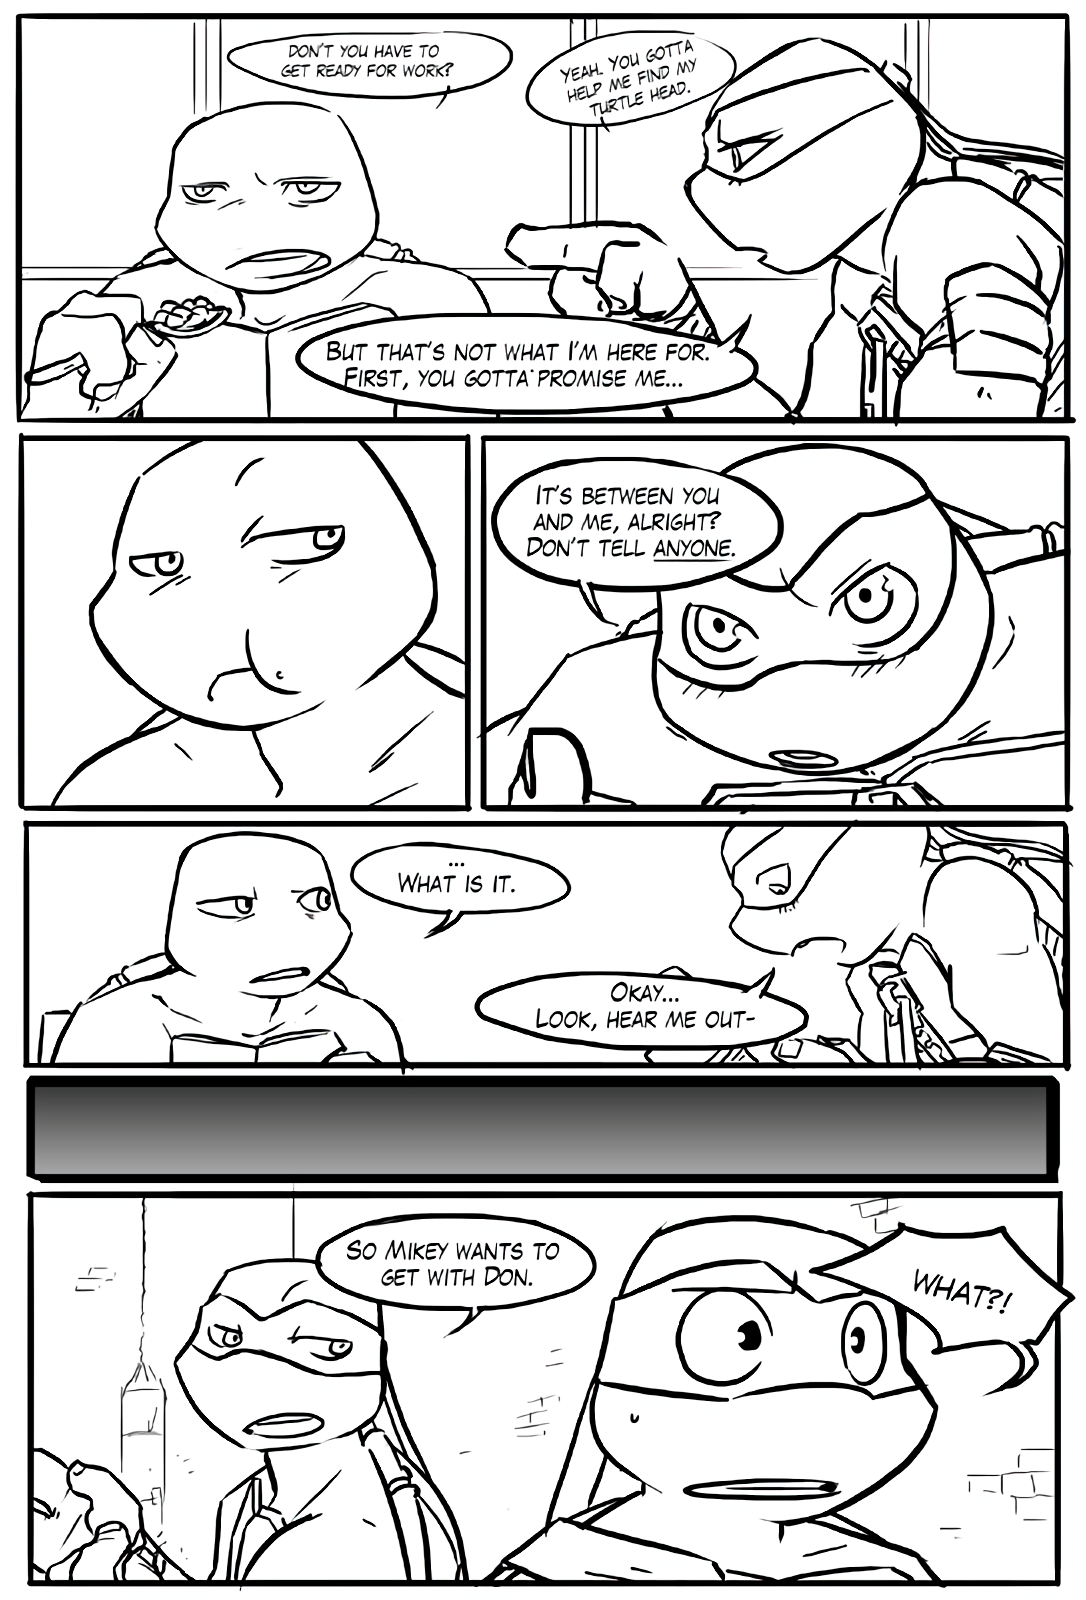 DON'T YOU HAVE TO
GET READY FOR WORK?
YEAH. YOU GOTTA
HELP ME FIND MY
TURTLE HEAD.
BUT THAT'S NOT WHAT I'M HERE FOR.
FIRST, YOU GOTTA PROMISE ME...
IT'S BETWEEN YOU
AND ME, ALRIGHT?
DON'T TELL ANYONE.
...
WHAT IS IT.
OKAY...
LOOK, HEAR ME OUT-
SO MIKEY WANTS TO
GET WITH DON.
WHAT?!